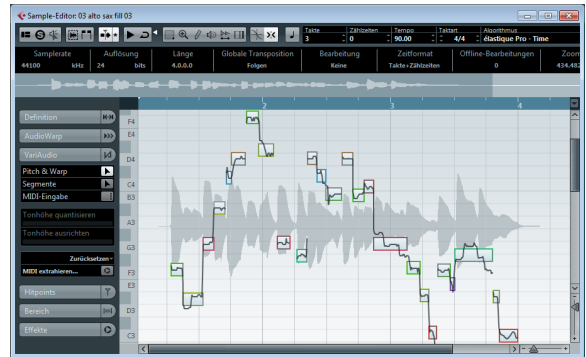 Sample-Editor: 03 alto sax fill 03
Takte Zählzeiten Tempo Taktart Algorithmus
3 2 90.00 4/4 élastique Pro - Time
Samplerate Auflösung Länge Globale Transposition Bearbeitung Zeitformat Offline-Bearbeitungen Zoom
44100 kHz 24 bits 4.0.0.0 Folgen Keine Takte+Zählzeiten 0 434.482
2 3 4
Definition
AudioWarp
VariAudio
Pitch & Warp
Segmente
MIDI-Eingabe
Tonhöhe quantisieren
Tonhöhe ausrichten
Zurücksetzen
MIDI extrahieren...
Hitpoints
Bereich
Effekte
F4
E4
D4
C4
B3
A3
G3
F3
E3
D3
C3